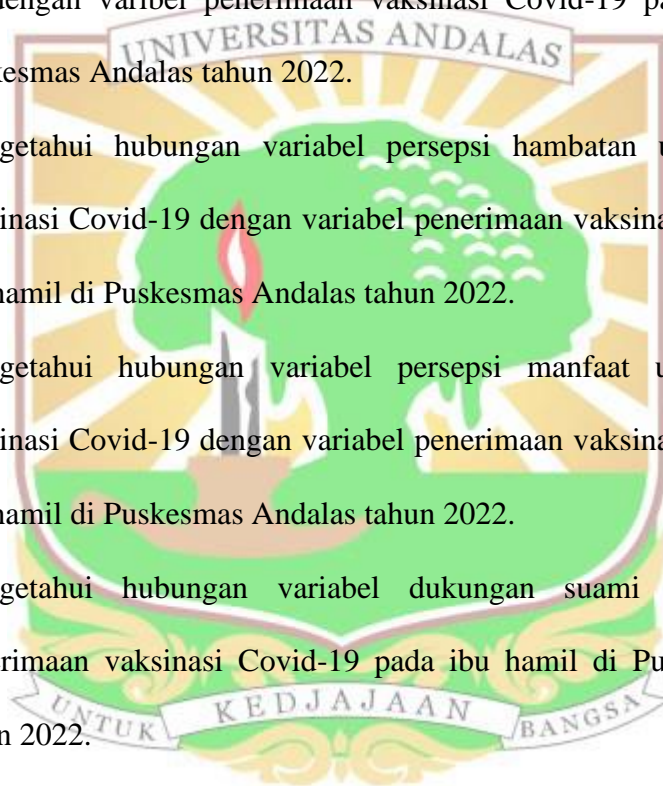 dengan varibel penerimaan vaksinasi Covid-19
UNIVERSITAS ANDALAS
kesmas Andalas tahun 2022.
getahui hubungan variabel persepsi hambatan
inasi Covid-19 dengan variabel penerimaan vaksina
hamil di Puskesmas Andalas tahun 2022.
getahui hubungan variabel persepsi manfaat
inasi Covid-19 dengan variabel penerimaan vaksina
hamil di Puskesmas Andalas tahun 2022.
getahui hubungan variabel dukungan suami
rimaan vaksinasi Covid-19 pada ibu hamil di Pu
UNTUK KEDJAJAAN BANGSA
n 2022.